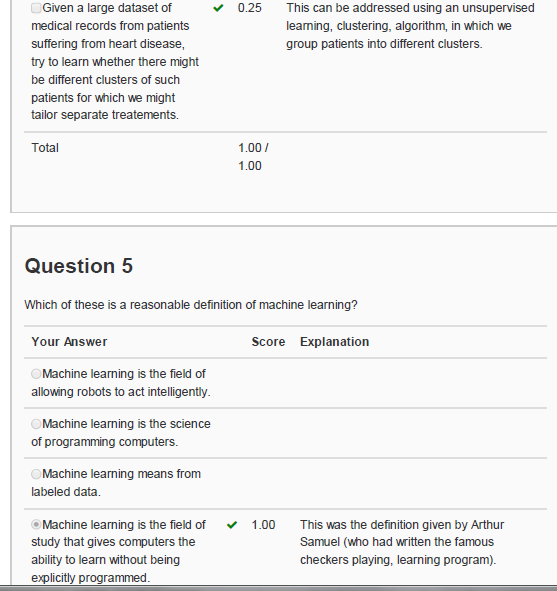 Given a large dataset of ✔ 0.25 This can be addressed using an unsupervised
medical records from patients learning, clustering, algorithm, in which we
suffering from heart disease, group patients into different clusters.
try to learn whether there might
be different clusters of such
patients for which we might
tailor separate treatements.
Total 1.00 /
1.00
Question 5
Which of these is a reasonable definition of machine learning?
Your Answer Score Explanation
Machine learning is the field of
allowing robots to act intelligently.
Machine learning is the science
of programming computers.
Machine learning means from
labeled data.
Machine learning is the field of ✔ 1.00 This was the definition given by Arthur
study that gives computers the Samuel (who had written the famous
ability to learn without being checkers playing, learning program).
explicitly programmed.